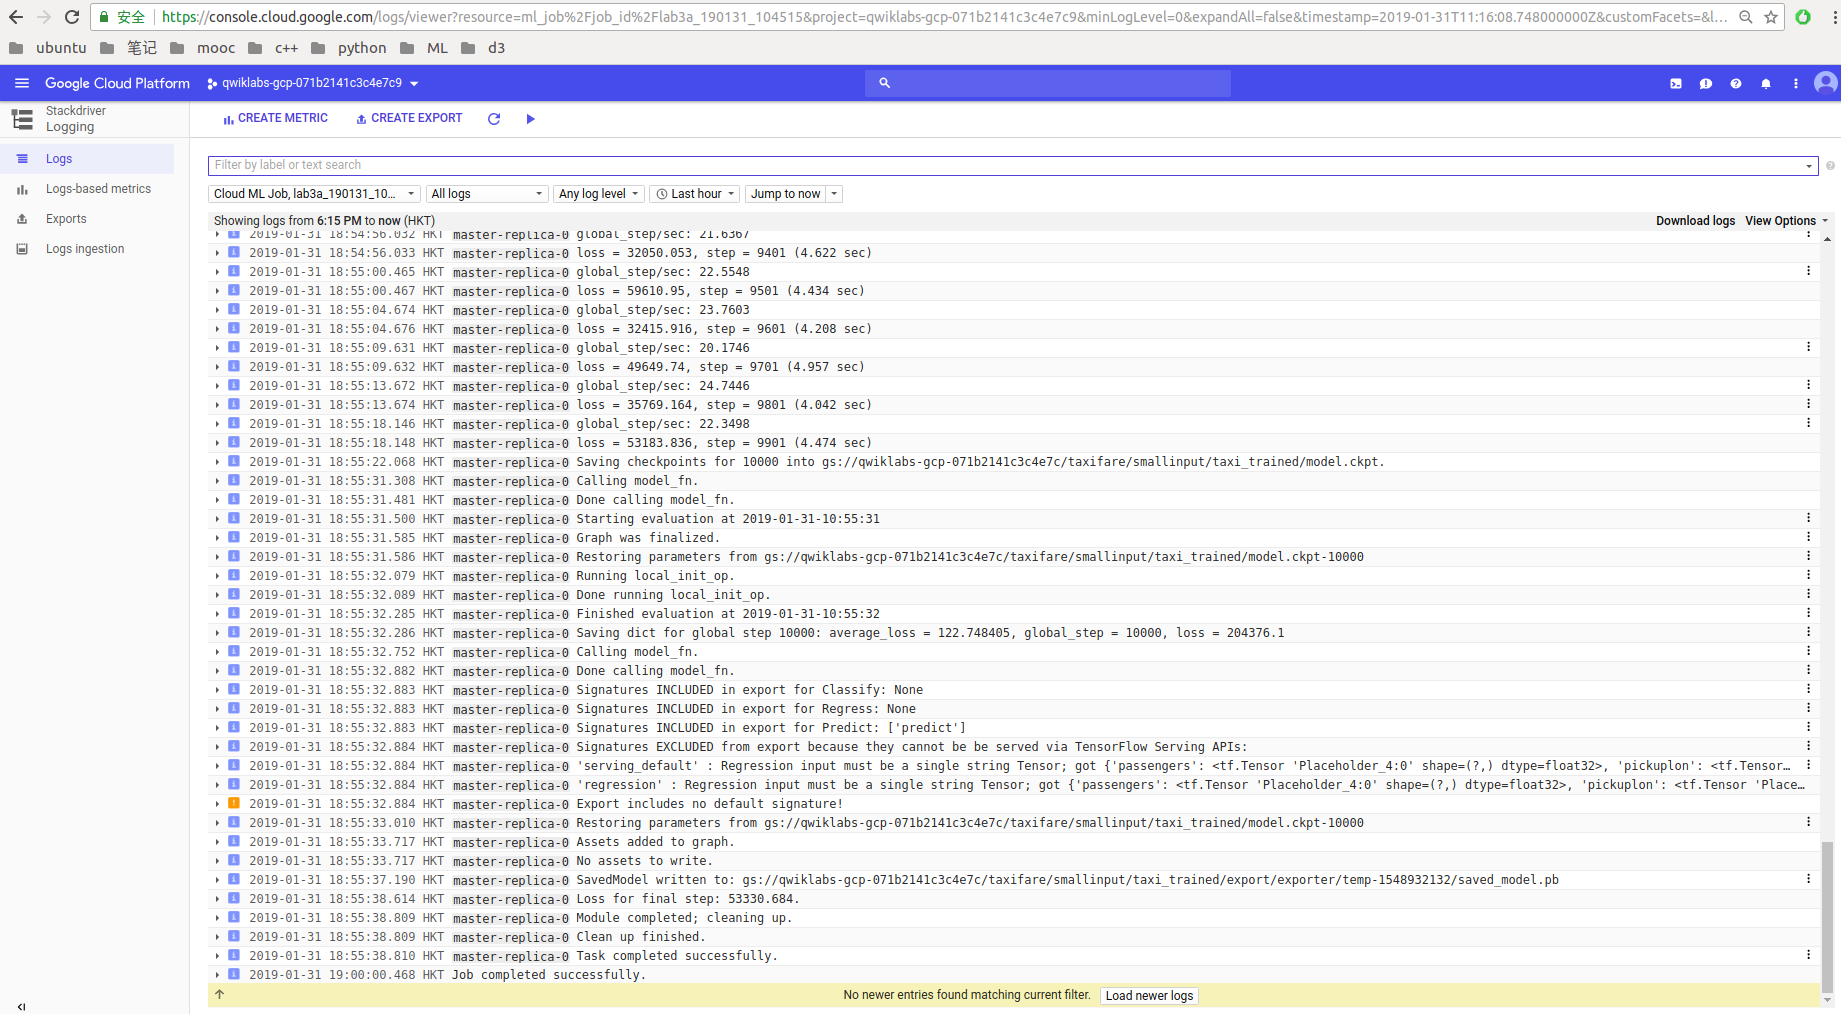 安全 https://console.cloud.google.com/logs/viewer?resource=ml_job%2Fjob_id%2Flab3a_190131_104515&project=qwiklabs-gcp-071b2141c3c4e7c9&minLogLevel=0&expandAll=false&timestamp=2019-01-31T11:16:08.748000000Z&customFacets=&l...
ubuntu 笔记 mooc c++ python ML d3
Google Cloud Platform qwiklabs-gcp-071b2141c3c4e7c9
Stackdriver
Logging
CREATE METRIC CREATE EXPORT
Logs
Logs-based metrics
Exports
Logs ingestion
Filter by label or text search
Cloud ML Job, lab3a_190131_10... All logs Any log level Last hour Jump to now
Showing logs from 6:15 PM to now (HKT) Download logs View Options
2019-01-31 18:54:56.032 HKT master-replica-0 global_step/sec: 21.6367
2019-01-31 18:54:56.033 HKT master-replica-0 loss = 32050.053, step = 9401 (4.622 sec)
2019-01-31 18:55:00.465 HKT master-replica-0 global_step/sec: 22.5548
2019-01-31 18:55:00.467 HKT master-replica-0 loss = 59610.95, step = 9501 (4.434 sec)
2019-01-31 18:55:04.674 HKT master-replica-0 global_step/sec: 23.7603
2019-01-31 18:55:04.676 HKT master-replica-0 loss = 32415.916, step = 9601 (4.208 sec)
2019-01-31 18:55:09.631 HKT master-replica-0 global_step/sec: 20.1746
2019-01-31 18:55:09.632 HKT master-replica-0 loss = 49649.74, step = 9701 (4.957 sec)
2019-01-31 18:55:13.672 HKT master-replica-0 global_step/sec: 24.7446
2019-01-31 18:55:13.674 HKT master-replica-0 loss = 35769.164, step = 9801 (4.042 sec)
2019-01-31 18:55:18.146 HKT master-replica-0 global_step/sec: 22.3498
2019-01-31 18:55:18.148 HKT master-replica-0 loss = 53183.836, step = 9901 (4.474 sec)
2019-01-31 18:55:22.068 HKT master-replica-0 Saving checkpoints for 10000 into gs://qwiklabs-gcp-071b2141c3c4e7c/taxifare/smallinput/taxi_trained/model.ckpt.
2019-01-31 18:55:31.308 HKT master-replica-0 Calling model_fn.
2019-01-31 18:55:31.481 HKT master-replica-0 Done calling model_fn.
2019-01-31 18:55:31.500 HKT master-replica-0 Starting evaluation at 2019-01-31-10:55:31
2019-01-31 18:55:31.585 HKT master-replica-0 Graph was finalized.
2019-01-31 18:55:31.586 HKT master-replica-0 Restoring parameters from gs://qwiklabs-gcp-071b2141c3c4e7c/taxifare/smallinput/taxi_trained/model.ckpt-10000
2019-01-31 18:55:32.079 HKT master-replica-0 Running local_init_op.
2019-01-31 18:55:32.089 HKT master-replica-0 Done running local_init_op.
2019-01-31 18:55:32.285 HKT master-replica-0 Finished evaluation at 2019-01-31-10:55:32
2019-01-31 18:55:32.286 HKT master-replica-0 Saving dict for global step 10000: average_loss = 122.748405, global_step = 10000, loss = 204376.1
2019-01-31 18:55:32.752 HKT master-replica-0 Calling model_fn.
2019-01-31 18:55:32.882 HKT master-replica-0 Done calling model_fn.
2019-01-31 18:55:32.883 HKT master-replica-0 Signatures INCLUDED in export for Classify: None
2019-01-31 18:55:32.883 HKT master-replica-0 Signatures INCLUDED in export for Regress: None
2019-01-31 18:55:32.883 HKT master-replica-0 Signatures INCLUDED in export for Predict: ['predict']
2019-01-31 18:55:32.884 HKT master-replica-0 Signatures EXCLUDED from export because they cannot be be served via TensorFlow Serving APIs:
2019-01-31 18:55:32.884 HKT master-replica-0 'serving_default' : Regression input must be a single string Tensor; got {'passengers': <tf.Tensor 'Placeholder_4:0' shape=(?,) dtype=float32>, 'pickuplon': <tf.Tensor...
2019-01-31 18:55:32.884 HKT master-replica-0 'regression' : Regression input must be a single string Tensor; got {'passengers': <tf.Tensor 'Placeholder_4:0' shape=(?,) dtype=float32>, 'pickuplon': <tf.Tensor 'Place...
2019-01-31 18:55:32.884 HKT master-replica-0 Export includes no default signature!
2019-01-31 18:55:33.010 HKT master-replica-0 Restoring parameters from gs://qwiklabs-gcp-071b2141c3c4e7c/taxifare/smallinput/taxi_trained/model.ckpt-10000
2019-01-31 18:55:33.717 HKT master-replica-0 Assets added to graph.
2019-01-31 18:55:33.717 HKT master-replica-0 No assets to write.
2019-01-31 18:55:37.190 HKT master-replica-0 SavedModel written to: gs://qwiklabs-gcp-071b2141c3c4e7c/taxifare/smallinput/taxi_trained/export/exporter/temp-1548932132/saved_model.pb
2019-01-31 18:55:38.614 HKT master-replica-0 Loss for final step: 53330.684.
2019-01-31 18:55:38.809 HKT master-replica-0 Module completed; cleaning up.
2019-01-31 18:55:38.809 HKT master-replica-0 Clean up finished.
2019-01-31 18:55:38.810 HKT master-replica-0 Task completed successfully.
2019-01-31 19:00:00.468 HKT Job completed successfully.
No newer entries found matching current filter. Load newer logs